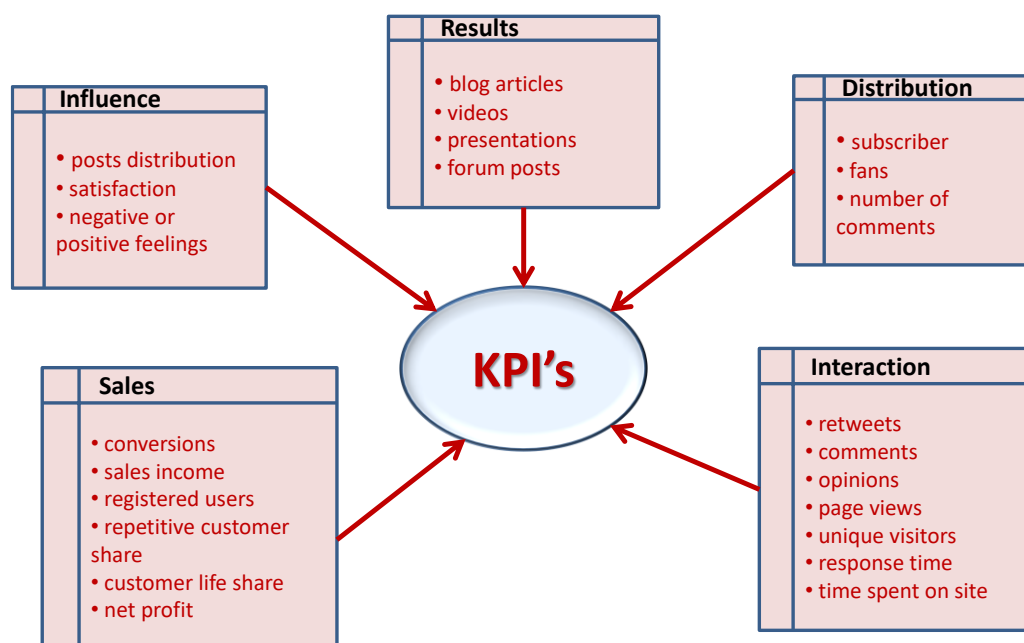 Results
• blog articles
• videos
• presentations
• forum posts
Influence
• posts distribution
• satisfaction
• negative or
positive feelings
Distribution
• subscriber
• fans
• number of
comments
KPI's
Sales
• conversions
• sales income
• registered users
• repetitive customer
share
• customer life share
• net profit
Interaction
• retweets
• comments
• opinions
• page views
• unique visitors
• response time
• time spent on site